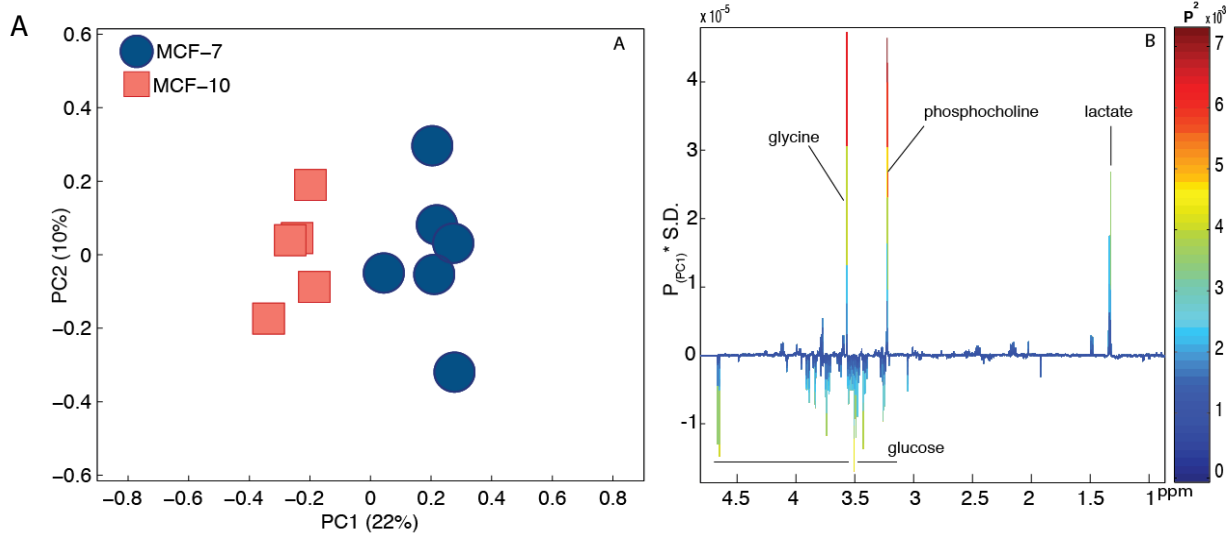 A
A
MCF−7
MCF−10
0.6
0.4
0.2
0
−0.2
−0.4
−0.6
PC2 (10%)
−0.8 −0.6 −0.4 −0.2 0 0.2 0.4 0.6 0.8
PC1 (22%)
×10⁻⁵
B
4
3
2
1
0
-1
P(PC1)* S.D.
glycine
phosphocholine
lactate
glucose
4.5 4 3.5 3 2.5 2 1.5 1 ppm
P² ×10⁻³
7
6
5
4
3
2
1
0